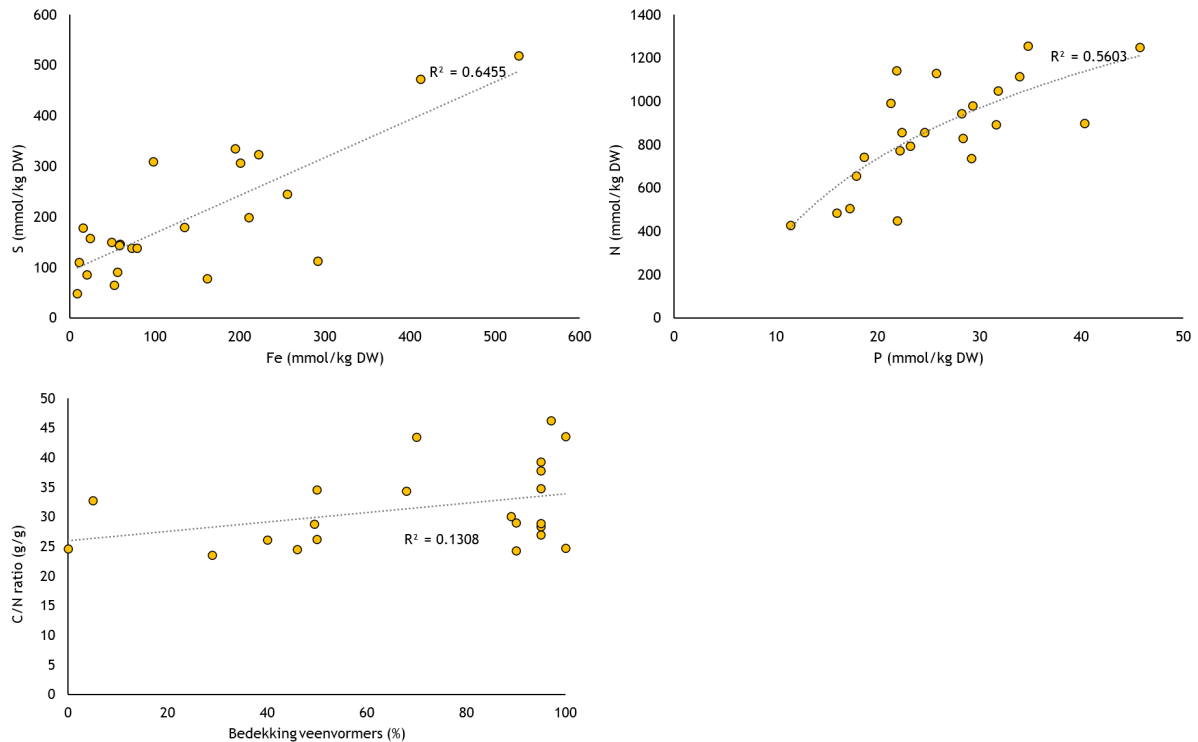 600
500
400
300
200
100
0
S (mmol/kg DW)
R² = 0.6455
0 100 200 300 400 500 600
Fe (mmol/kg DW)
1400
1200
1000
800
600
400
200
0
N (mmol/kg DW)
R² = 0.5603
0 10 20 30 40 50
P (mmol/kg DW)
50
45
40
35
30
25
20
15
10
5
0
C/N ratio (g/g)
R² = 0.1308
0 20 40 60 80 100
Bedekking veenvormers (%)